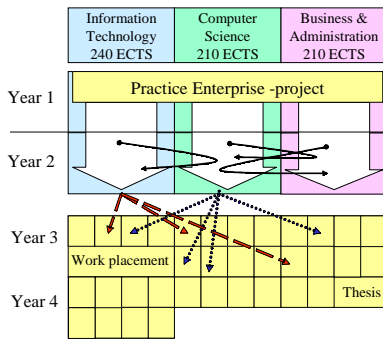 Information
Technology
240 ECTS
Computer
Science
210 ECTS
Business &
Administration
210 ECTS
Year 1
Practice Enterprise -project
Year 2
Year 3
Work placement
Year 4
Thesis